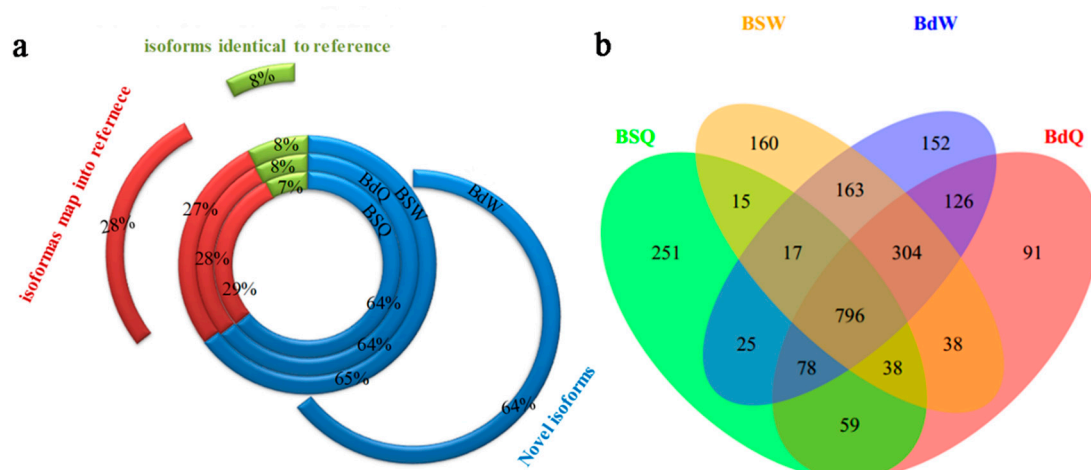 a
isoforms identical to reference
8%
isoformas map into refernece
28%
8%
8%
7%
27%
28%
29%
BdQ
BSW
BSQ
BdW
64%
64%
65%
64%
Novel isoforms
b
BSW
BdW
BSQ
BdQ
160
152
15
163
126
251
17
304
91
796
25
78
38
38
59